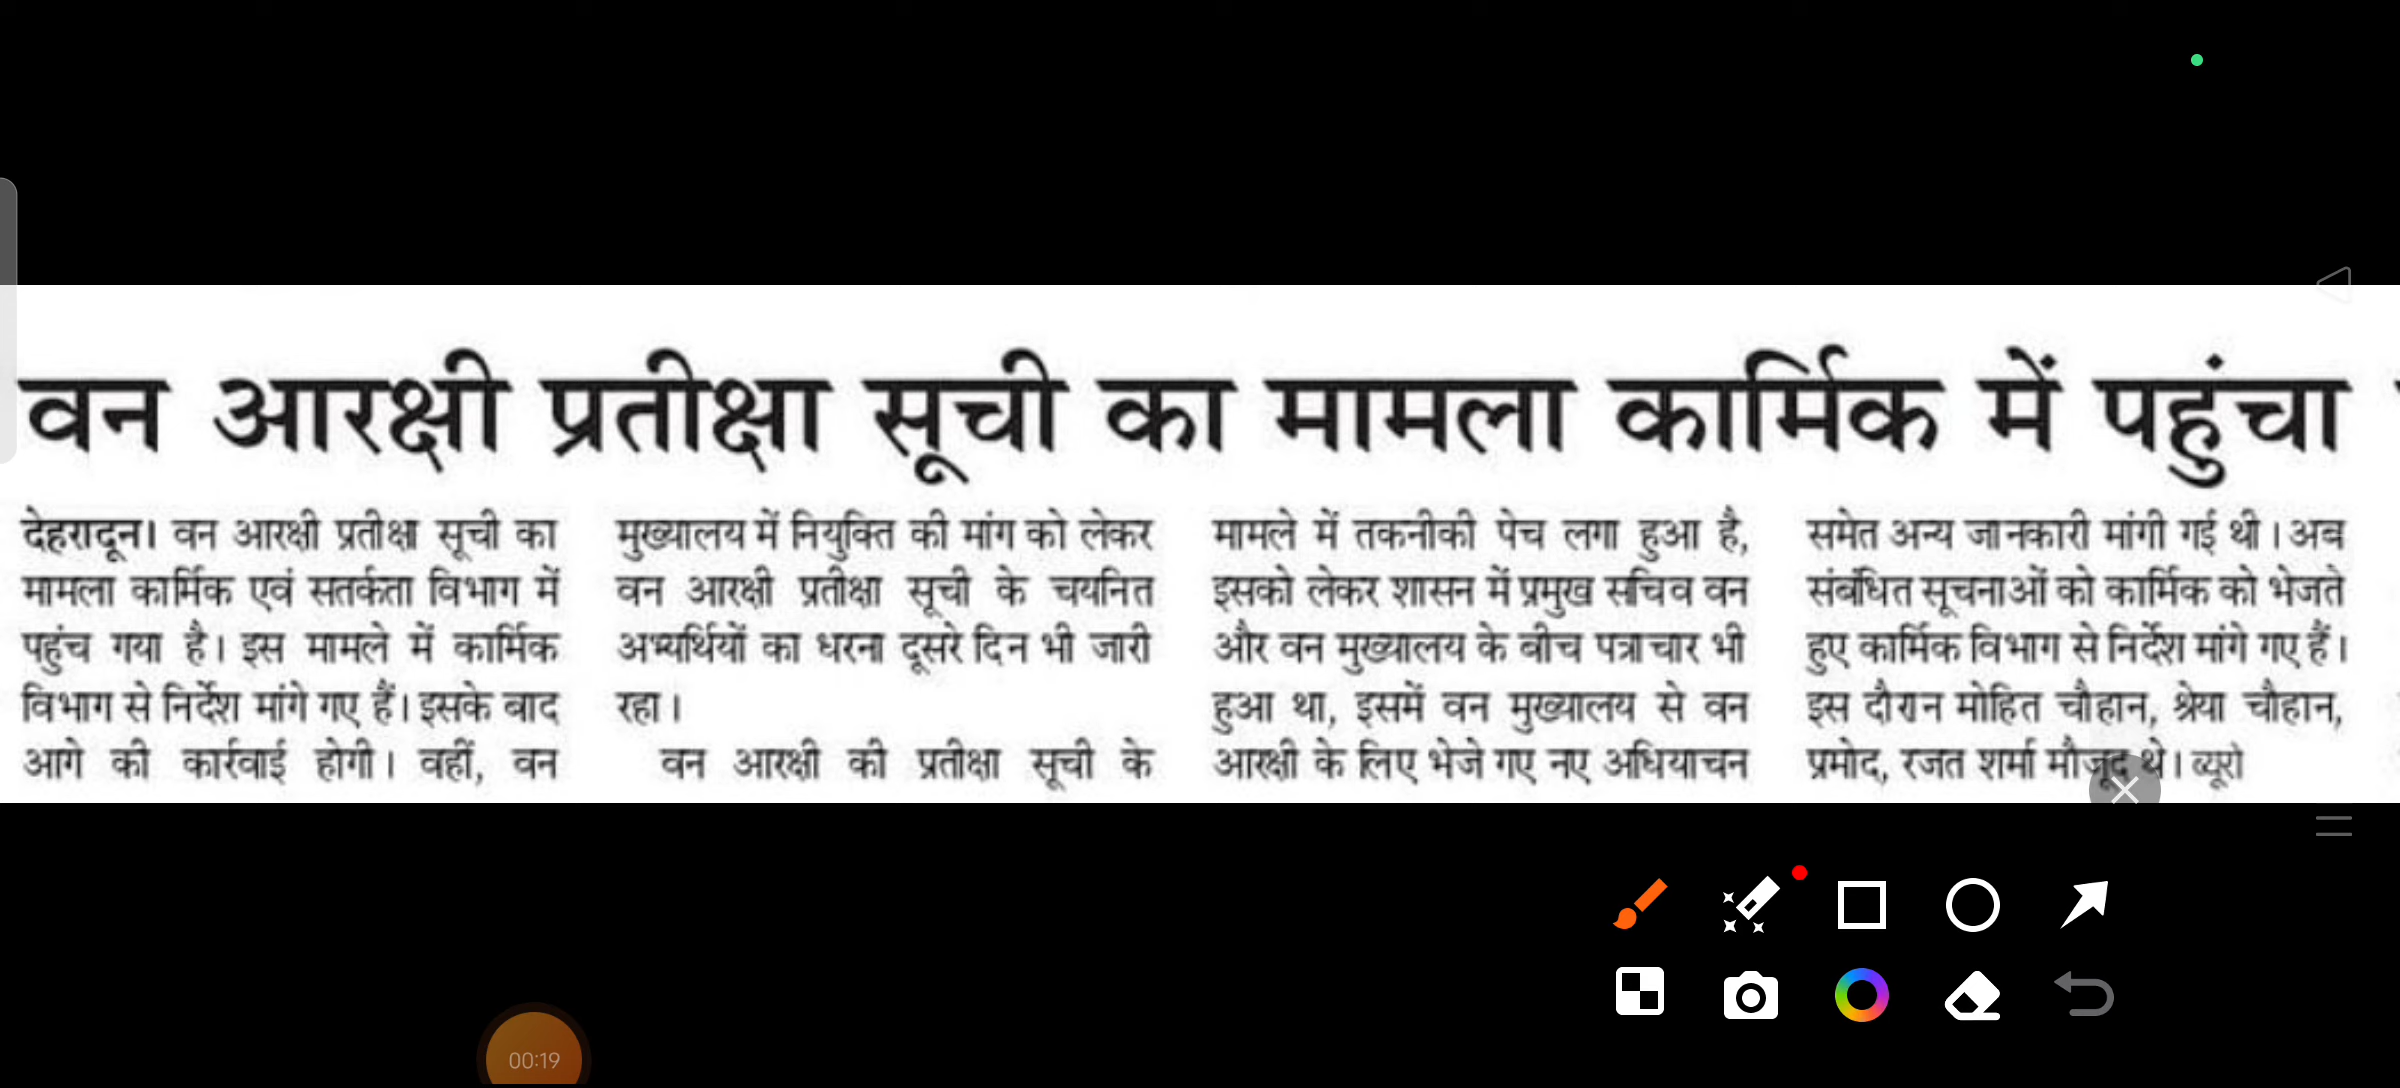 वन आरक्षी प्रतीक्षा सूची का मामला कार्मिक में पहुंचा
देहरादून। वन आरक्षी प्रतीक्षा सूची का
मामला कार्मिक एवं सतर्कता विभाग में
पहुंच गया है। इस मामले में कार्मिक
विभाग से निर्देश मांगे गए हैं। इसके बाद
आगे की कार्रवाई होगी। वहीं, वन
मुख्यालय में नियुक्ति की मांग को लेकर
वन आरक्षी प्रतीक्षा सूची के चयनित
अभ्यर्थियों का धरना दूसरे दिन भी जारी
रहा।
वन आरक्षी की प्रतीक्षा सूची के
मामले में तकनीकी पेच लगा हुआ है,
इसको लेकर शासन में प्रमुख सचिव वन
और वन मुख्यालय के बीच पत्राचार भी
हुआ था, इसमें वन मुख्यालय से वन
आरक्षी के लिए भेजे गए नए अधियाचन
समेत अन्य जानकारी मांगी गई थी। अब
संबंधित सूचनाओं को कार्मिक को भेजते
हुए कार्मिक विभाग से निर्देश मांगे गए हैं।
इस दौरान मोहित चौहान, श्रेया चौहान,
प्रमोद, रजत शर्मा मौजूद थे। ब्यूरो
00:19